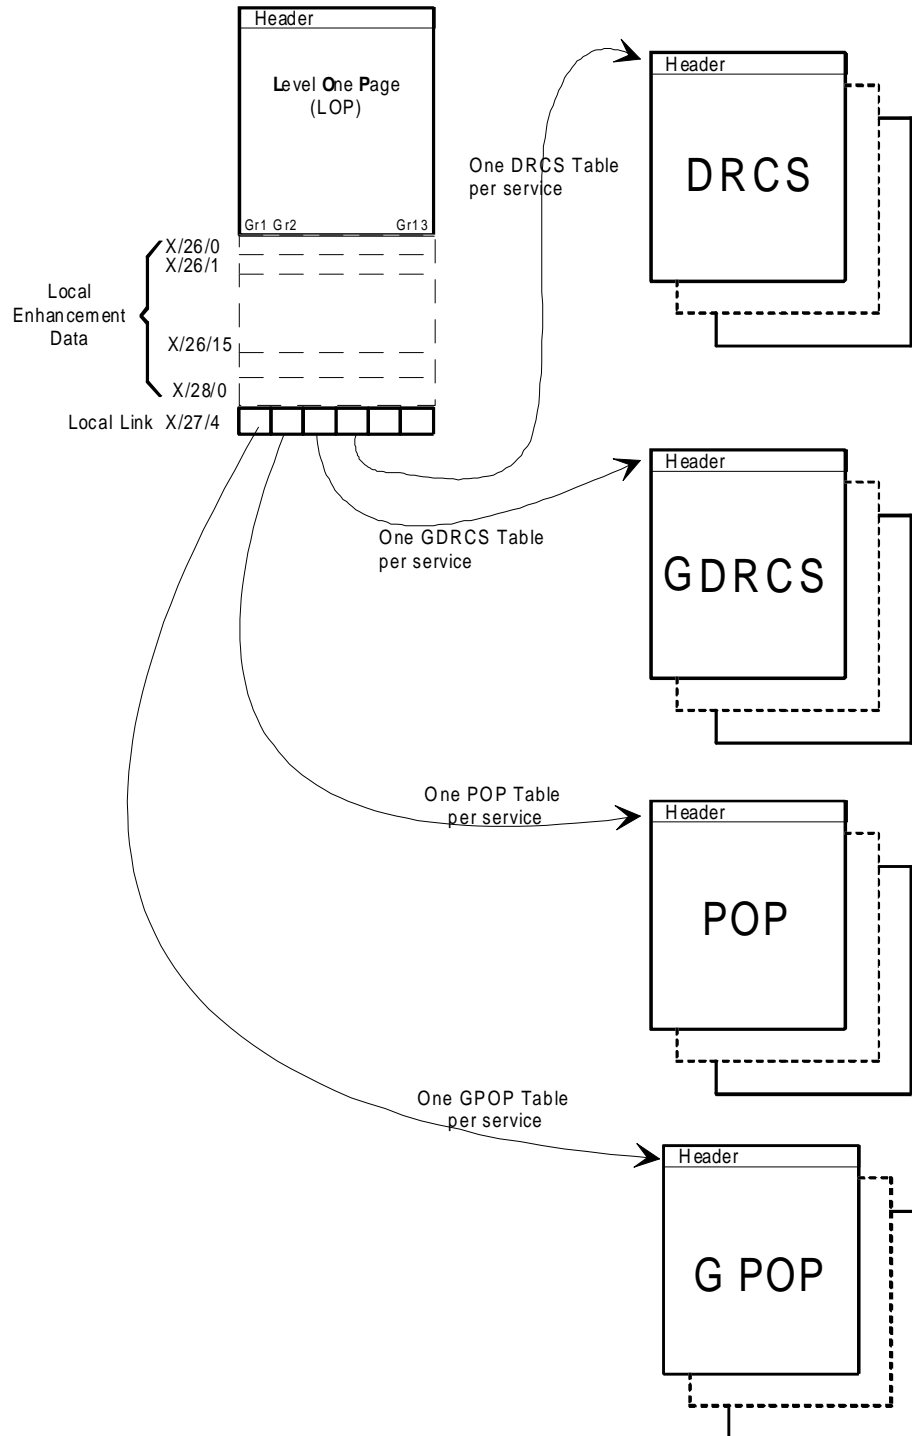 Header
Level One Page
(LOP)
Gr1 Gr2 Gr13
X/26/0
X/26/1
Local
Enhancement
Data
X/26/15
X/28/0
Local Link X/27/4
One DRCS Table
per service
Header
DRCS
One GDRCS Table
per service
Header
GDRCS
One POP Table
per service
Header
POP
One GPOP Table
per service
Header
G POP